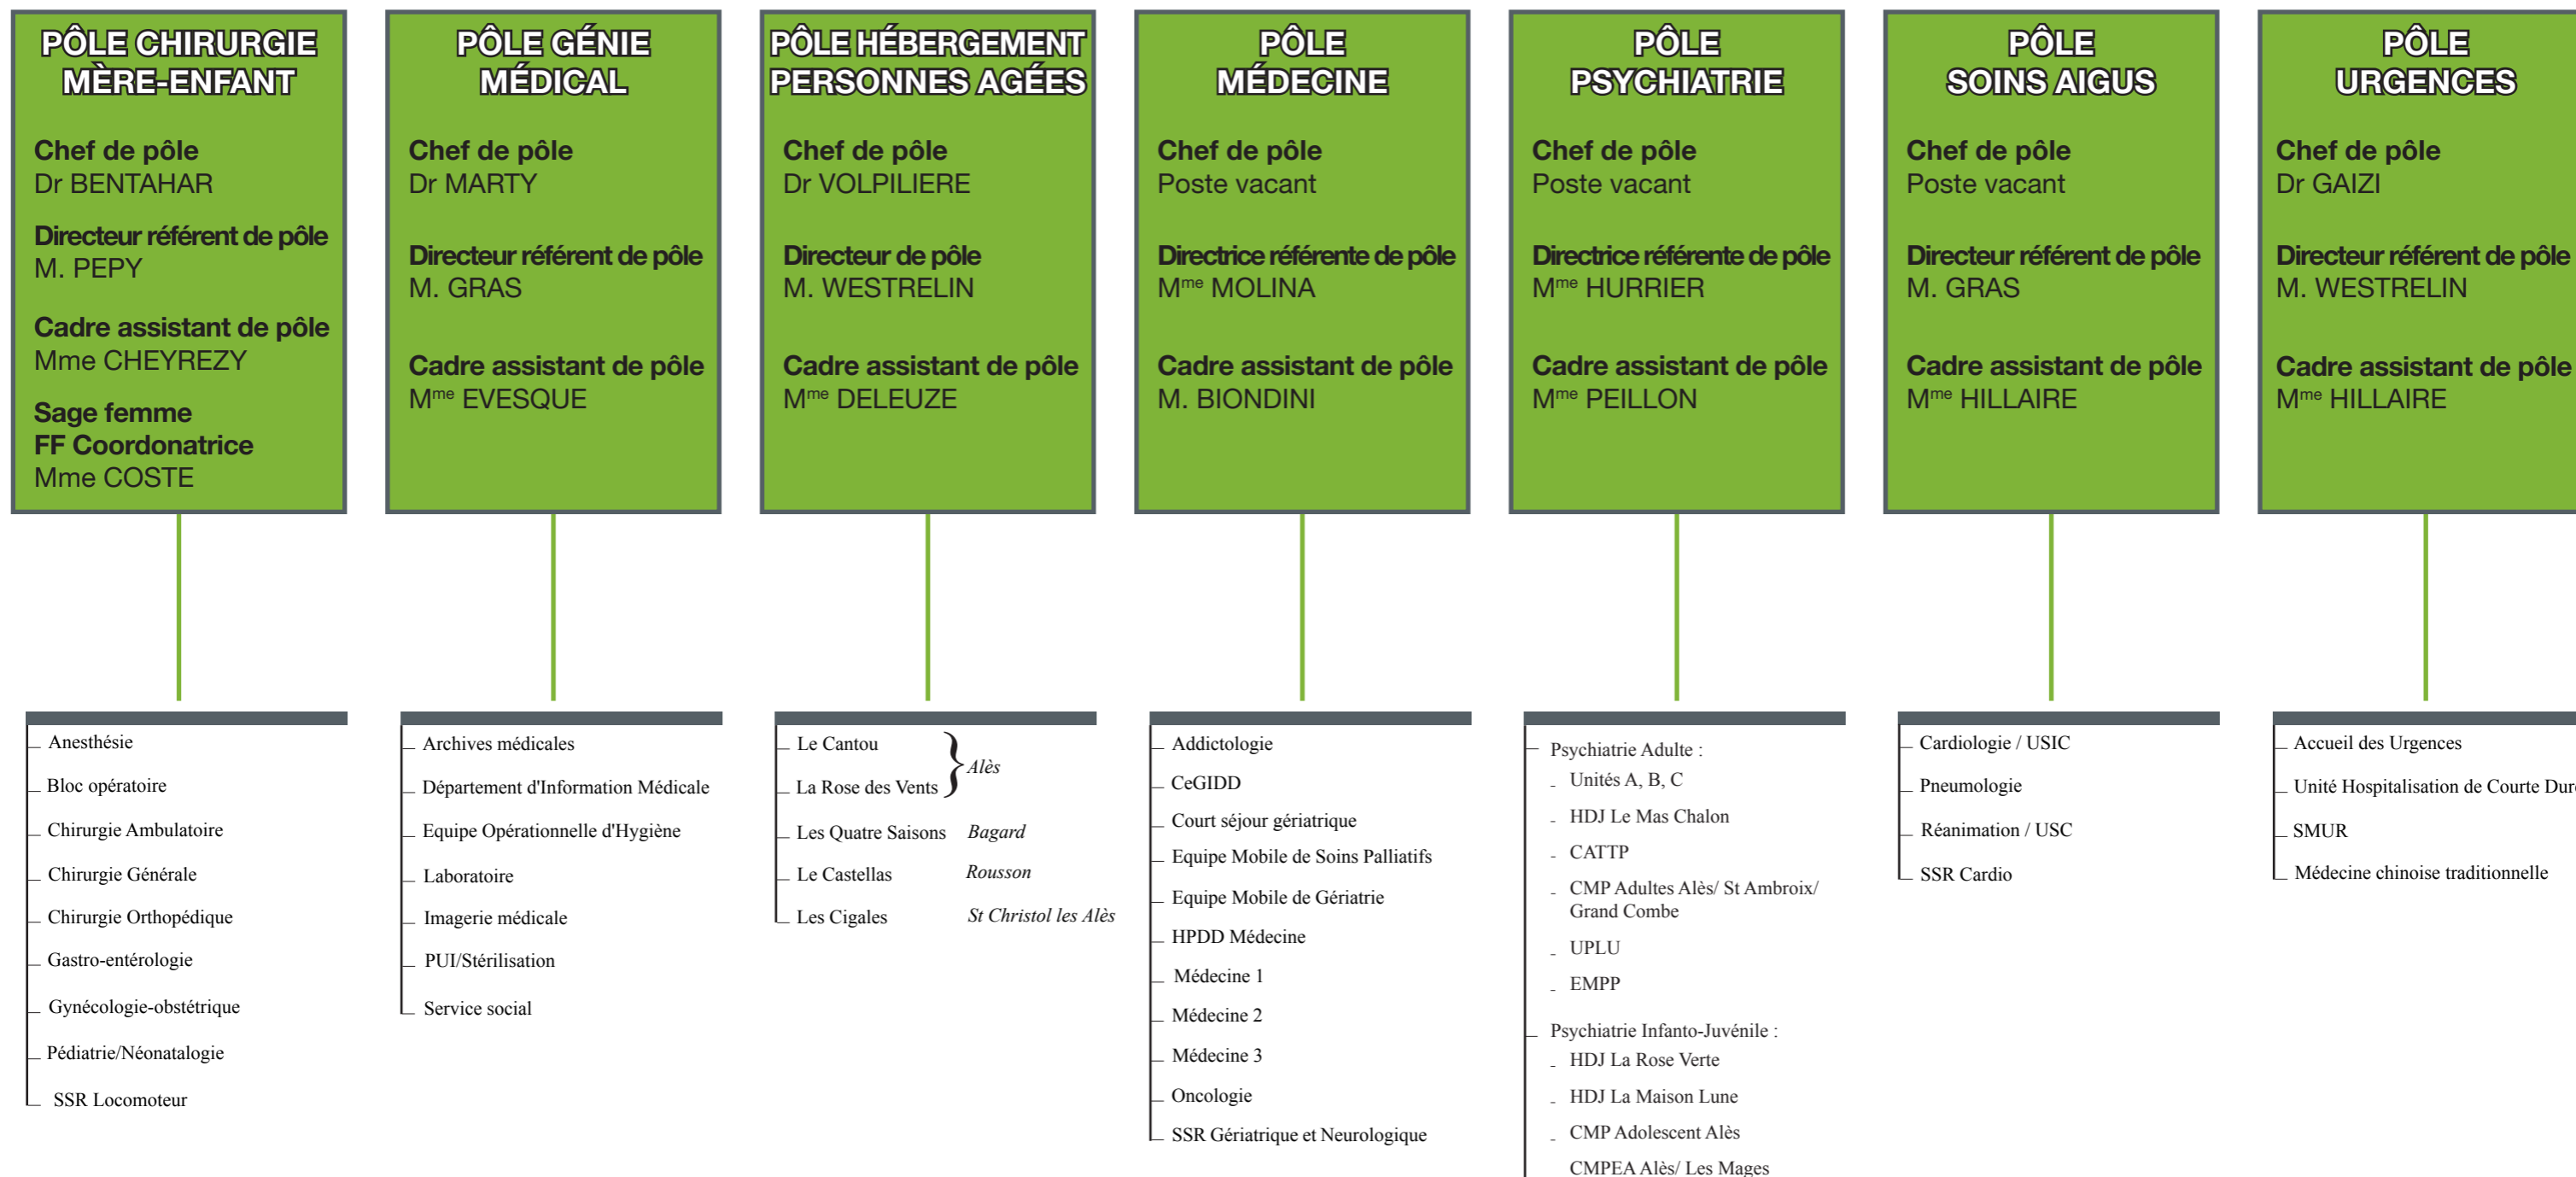 PÔLE CHIRURGIE
MÈRE-ENFANT
Chef de pôle
Dr BENTAHAR
Directeur référent de pôle
M. PEPY
Cadre assistant de pôle
Mme CHEYREZY
Sage femme
FF Coordonatrice
Mme COSTE
Anesthésie
Bloc opératoire
Chirurgie Ambulatoire
Chirurgie Générale
Chirurgie Orthopédique
Gastro-entérologie
Gynécologie-obstétrique
Pédiatrie/Néonatalogie
SSR Locomoteur
PÔLE GÉNIE
MÉDICAL
Chef de pôle
Dr MARTY
Directeur référent de pôle
M. GRAS
Cadre assistant de pôle
Mme EVESQUE
Archives médicales
Département d'Information Médicale
Equipe Opérationnelle d'Hygiène
Laboratoire
Imagerie médicale
PUI/Stérilisation
Service social
PÔLE HÉBERGEMENT
PERSONNES AGÉES
Chef de pôle
Dr VOLPILIERE
Directeur de pôle
M. WESTRELIN
Cadre assistant de pôle
Mme DELEUZE
Le Cantou
La Rose des Vents
Alès
Les Quatre Saisons Bagard
Le Castellas Rousson
Les Cigales St Christol les Alès
PÔLE
MÉDECINE
Chef de pôle
Poste vacant
Directrice référente de pôle
Mme MOLINA
Cadre assistant de pôle
M. BIONDINI
Addictologie
CeGIDD
Court séjour gériatrique
Equipe Mobile de Soins Palliatifs
Equipe Mobile de Gériatrie
HPDD Médecine
Médecine 1
Médecine 2
Médecine 3
Oncologie
SSR Gériatrique et Neurologique
PÔLE
PSYCHIATRIE
Chef de pôle
Poste vacant
Directrice référente de pôle
Mme HURRIER
Cadre assistant de pôle
Mme PEILLON
Psychiatrie Adulte :
Unités A, B, C
HDJ Le Mas Chalon
CATTP
CMP Adultes Alès/ St Ambroix/
Grand Combe
UPLU
EMPP
Psychiatrie Infanto-Juvénile :
HDJ La Rose Verte
HDJ La Maison Lune
CMP Adolescent Alès
CMPEA Alès/ Les Mages
PÔLE
SOINS AIGUS
Chef de pôle
Poste vacant
Directeur référent de pôle
M. GRAS
Cadre assistant de pôle
Mme HILLAIRE
Cardiologie / USIC
Pneumologie
Réanimation / USC
SSR Cardio
PÔLE
URGENCES
Chef de pôle
Dr GAIZI
Directeur référent de pôle
M. WESTRELIN
Cadre assistant de pôle
Mme HILLAIRE
Accueil des Urgences
Unité Hospitalisation de Courte
SMUR
Médecine chinoise traditionnelle